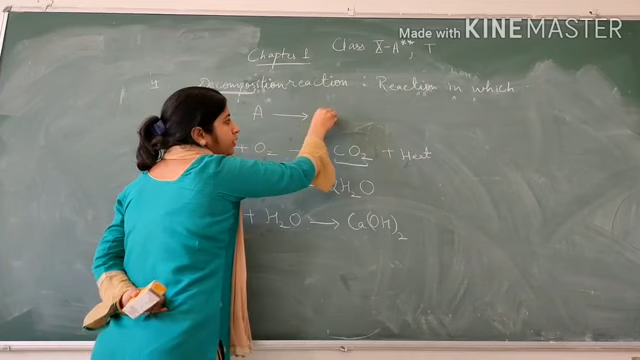 Made with KINEMASTER
Chapter 1 Class X-A**, T
Decomposition reaction : Reaction in which
A →
+ O₂ → CO₂ + Heat
H₂O
+ H₂O → Ca(OH)₂